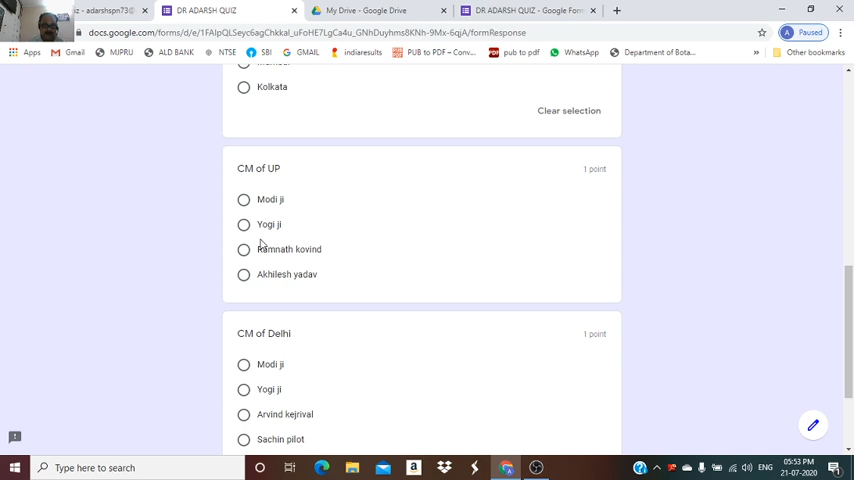 iz - adarshspn73@
DR ADARSH QUIZ
My Drive - Google Drive
DR ADARSH QUIZ - Google Form
docs.google.com/forms/d/e/1FAIpQLSeyc6agChkkal_uFoHE7LgCa4u_GNhDuyhms8KNh-9Mx-6qjA/formResponse
A Paused
Apps
Gmail
MJPRU
ALD BANK
NTSE
SBI
GMAIL
indiaresults
PUB to PDF – Conv...
pub to pdf
WhatsApp
Department of Bota...
»
Other bookmarks
Kolkata
Clear selection
CM of UP
1 point
Modi ji
Yogi ji
Ramnath kovind
Akhilesh yadav
CM of Delhi
1 point
Modi ji
Yogi ji
Arvind kejrival
Sachin pilot
Type here to search
ENG
05:53 PM
21-07-2020